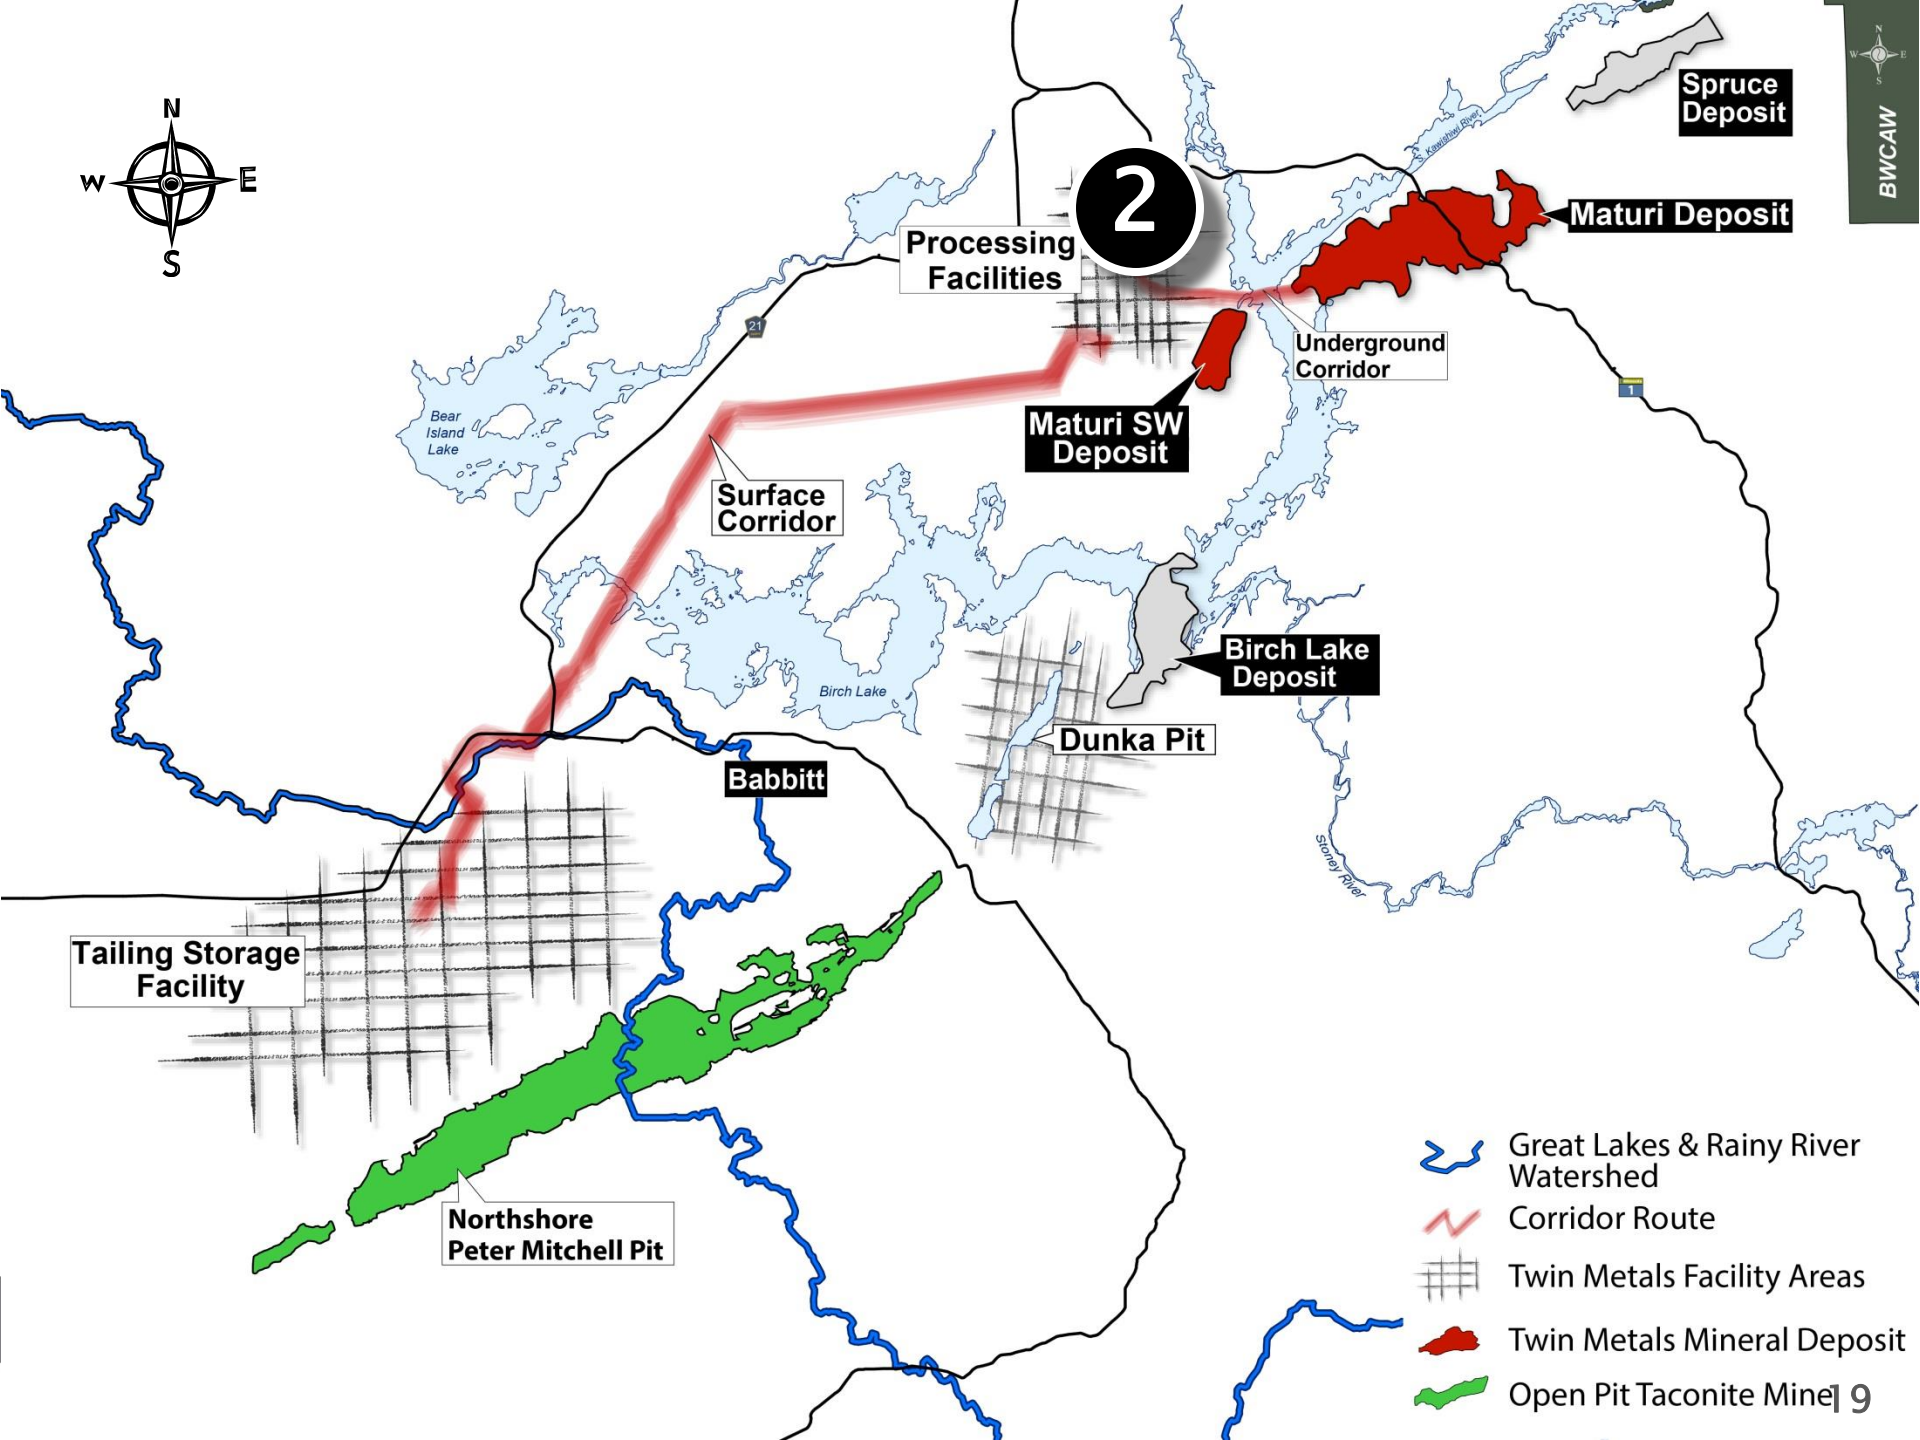 N
W
E
S
2
Spruce
Deposit
N
W
E
S
BWCAW
S. Kawishiwi River
Maturi Deposit
Processing
Facilities
21
Underground
Corridor
1
Bear
Island
Lake
Maturi SW
Deposit
Surface
Corridor
Birch Lake
Deposit
Birch Lake
Dunka Pit
Babbitt
Stoney River
Tailing Storage
Facility
Northshore
Peter Mitchell Pit
Great Lakes & Rainy River
Watershed
Corridor Route
Twin Metals Facility Areas
Twin Metals Mineral Deposit
Open Pit Taconite Mine
19